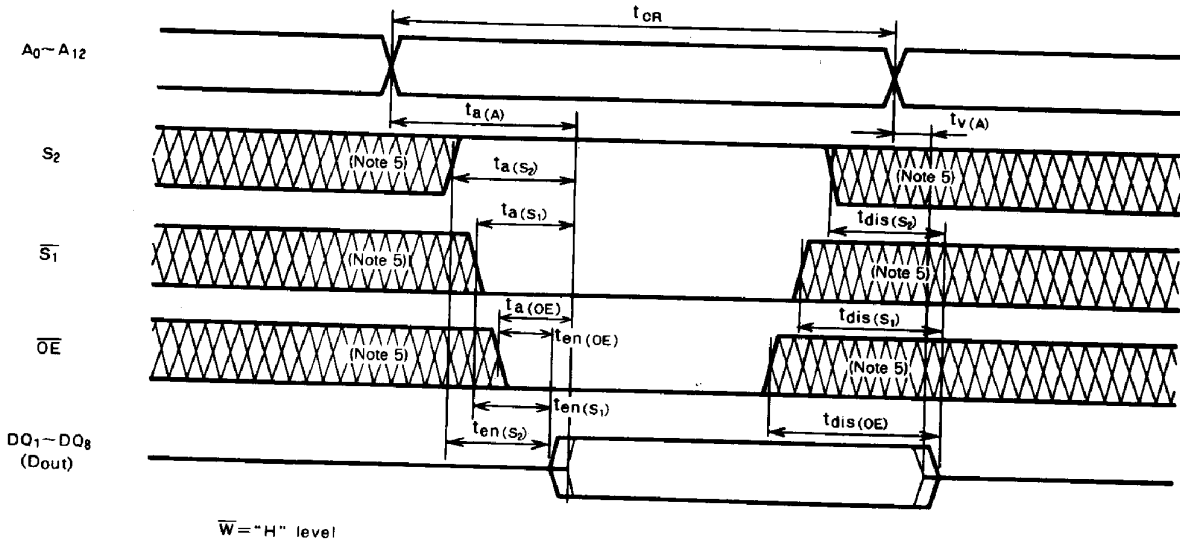 tCR
A0~A12
ta(A)
tv(A)
S2
(Note 5)
ta(S2)
(Note 5)
ta(S1)
tdis(S2)
S̅1̅
(Note 5)
(Note 5)
ta(OE)
tdis(S1)
ten(OE)
O̅E̅
(Note 5)
(Note 5)
ten(S1)
ten(S2)
tdis(OE)
DQ1~DQ8
(Dout)
W̅="H" level